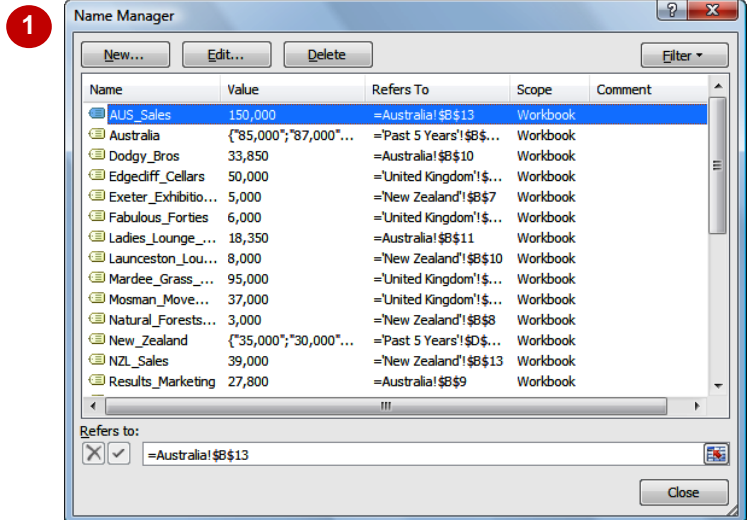 1
Name Manager
? X
New... Edit... Delete Filter
Name Value Refers To Scope Comment
AUS_Sales 150,000 =Australia!$B$13 Workbook
Australia {"85,000";"87,000"... ='Past 5 Years'!$B$... Workbook
Dodgy_Bros 33,850 =Australia!$B$10 Workbook
Edgediff_Cellars 50,000 ='United Kingdom'!$... Workbook
Exeter_Exhibitio... 5,000 ='New Zealand'!$B$7 Workbook
Fabulous_Forties 6,000 ='United Kingdom'!$... Workbook
Ladies_Lounge_... 18,350 =Australia!$B$11 Workbook
Launceston_Lou... 8,000 ='New Zealand'!$B$10 Workbook
Mardee_Grass_... 95,000 ='United Kingdom'!$... Workbook
Mosman_Move... 37,000 ='United Kingdom'!$... Workbook
Natural_Forests... 3,000 ='New Zealand'!$B$8 Workbook
New_Zealand {"35,000";"30,000"... ='Past 5 Years'!$D$... Workbook
NZL_Sales 39,000 ='New Zealand'!$B$13 Workbook
Results_Marketing 27,800 =Australia!$B$9 Workbook
Refers to:
=Australia!$B$13
Close